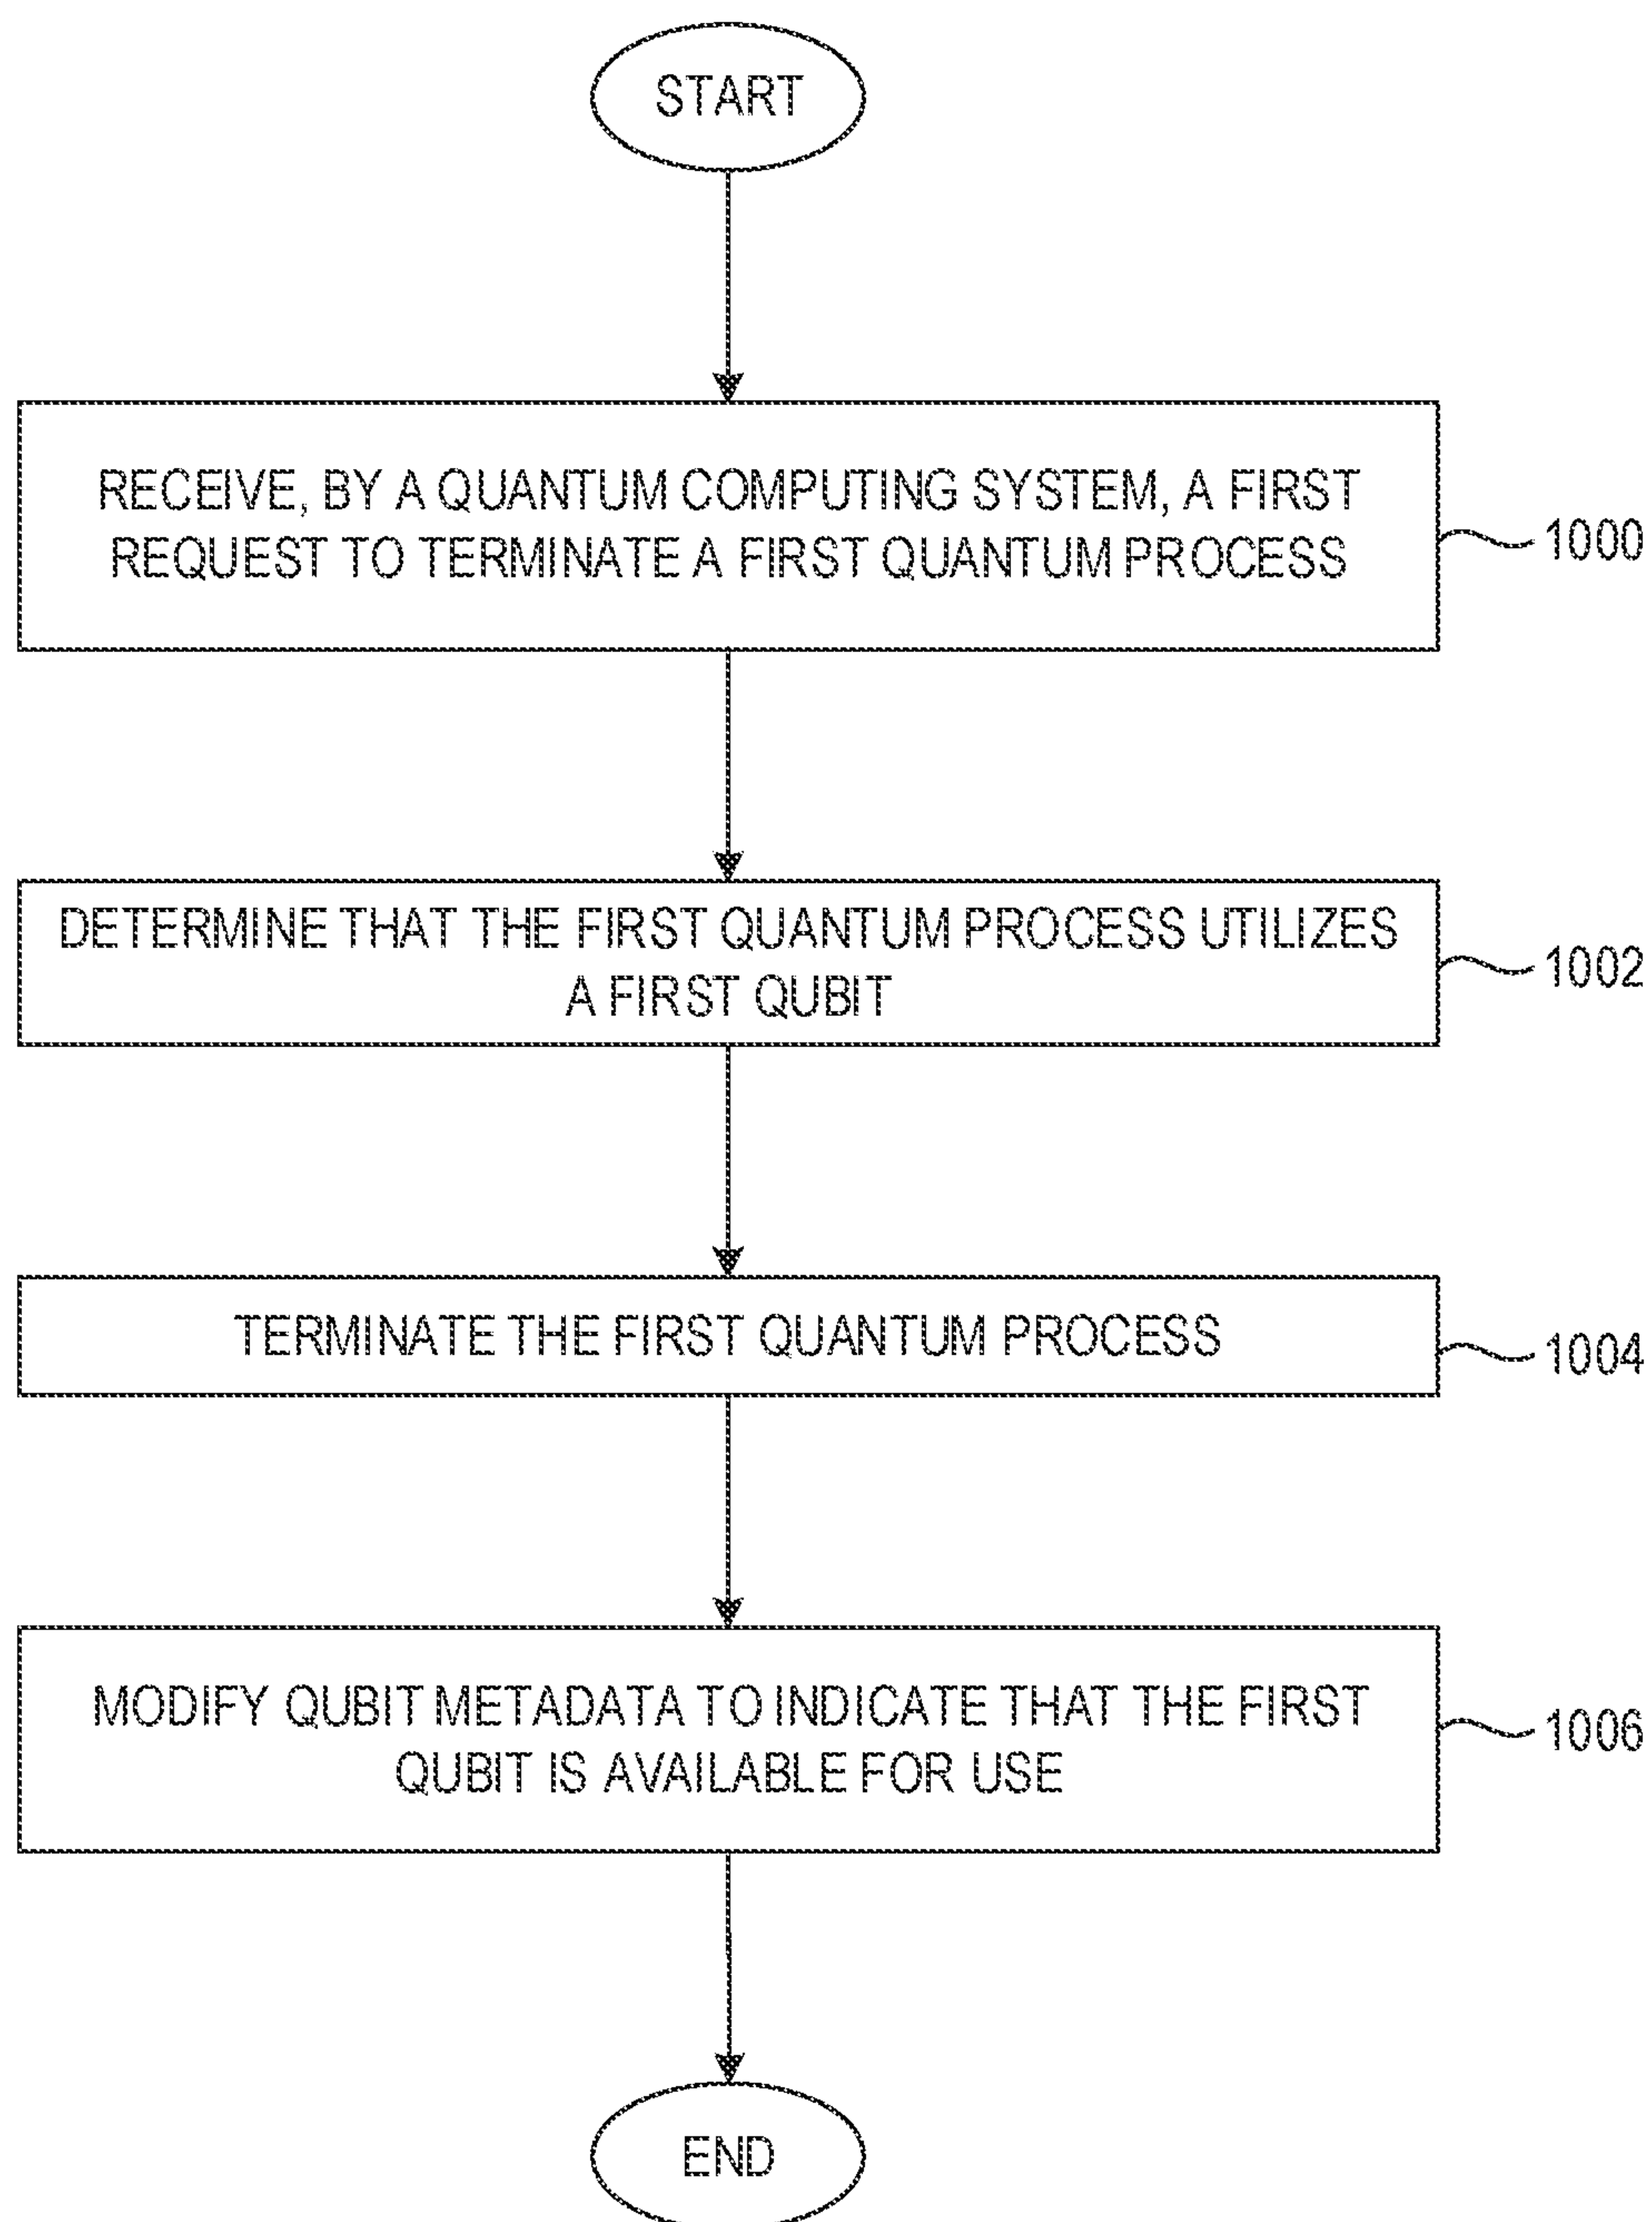 START
RECEIVE, BY A QUANTUM COMPUTING SYSTEM, A FIRST
REQUEST TO TERMINATE A FIRST QUANTUM PROCESS
1000
DETERMINE THAT THE FIRST QUANTUM PROCESS UTILIZES
A FIRST QUBIT
1002
TERMINATE THE FIRST QUANTUM PROCESS
1004
MODIFY QUBIT METADATA TO INDICATE THAT THE FIRST
QUBIT IS AVAILABLE FOR USE
1006
END